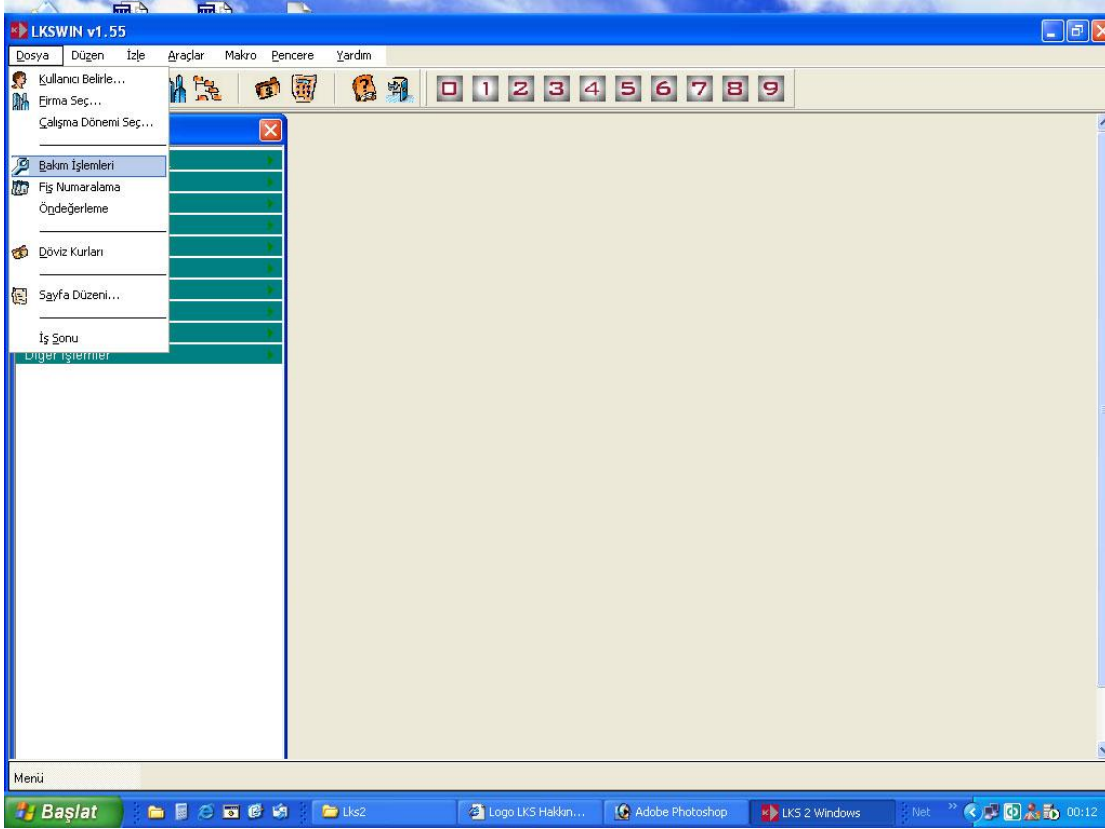 LKSWIN v1.55
Dosya Düzen İzle Araçlar Makro Pencere Yardım
0 1 2 3 4 5 6 7 8 9
Kullanıcı Belirle...
Firma Seç...
Çalışma Dönemi Seç...
Bakım İşlemleri
Fiş Numaralama
Öndeğerleme
Döviz Kurları
Sayfa Düzeni...
İş Sonu
Diğer İşlemler
Menü
Başlat Lks2 Logo LKS Hakkın... Adobe Photoshop LKS 2 Windows Net 00:12